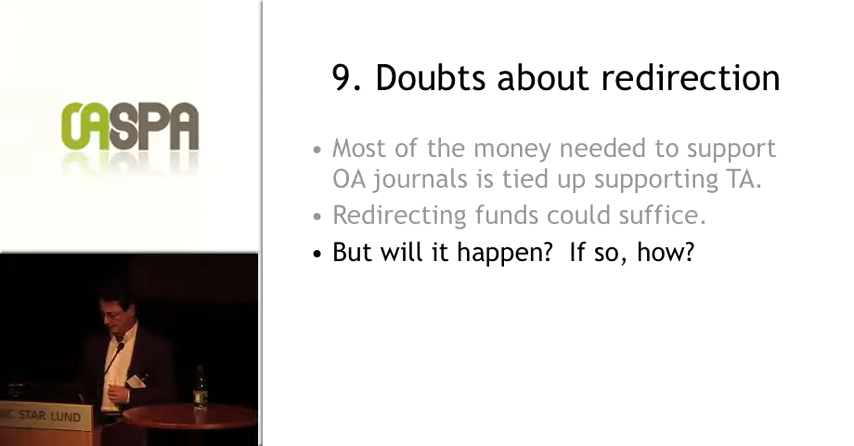 OASPA
9. Doubts about redirection
• Most of the money needed to support
OA journals is tied up supporting TA.
• Redirecting funds could suffice.
• But will it happen?  If so, how?
STAR LUND